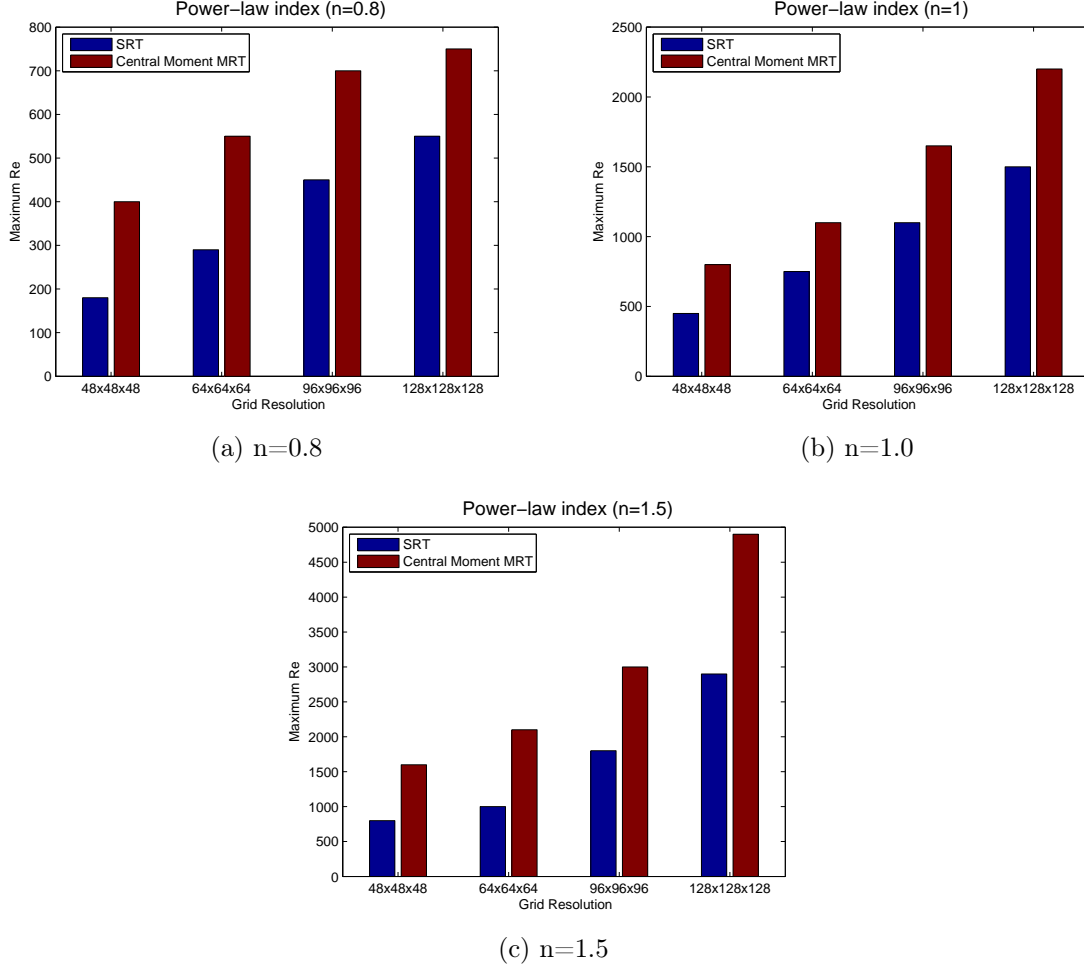 Power-law index (n=0.8)
800
700
600
500
400
300
200
100
0
Maximum Re
SRT
Central Moment MRT
48x48x48 64x64x64 96x96x96 128x128x128
Grid Resolution
(a) n=0.8
Power-law index (n=1)
2500
2000
1500
1000
500
0
Maximum Re
SRT
Central Moment MRT
48x48x48 64x64x64 96x96x96 128x128x128
Grid Resolution
(b) n=1.0
Power-law index (n=1.5)
5000
4500
4000
3500
3000
2500
2000
1500
1000
500
0
Maximum Re
SRT
Central Moment MRT
48x48x48 64x64x64 96x96x96 128x128x128
Grid Resolution
(c) n=1.5